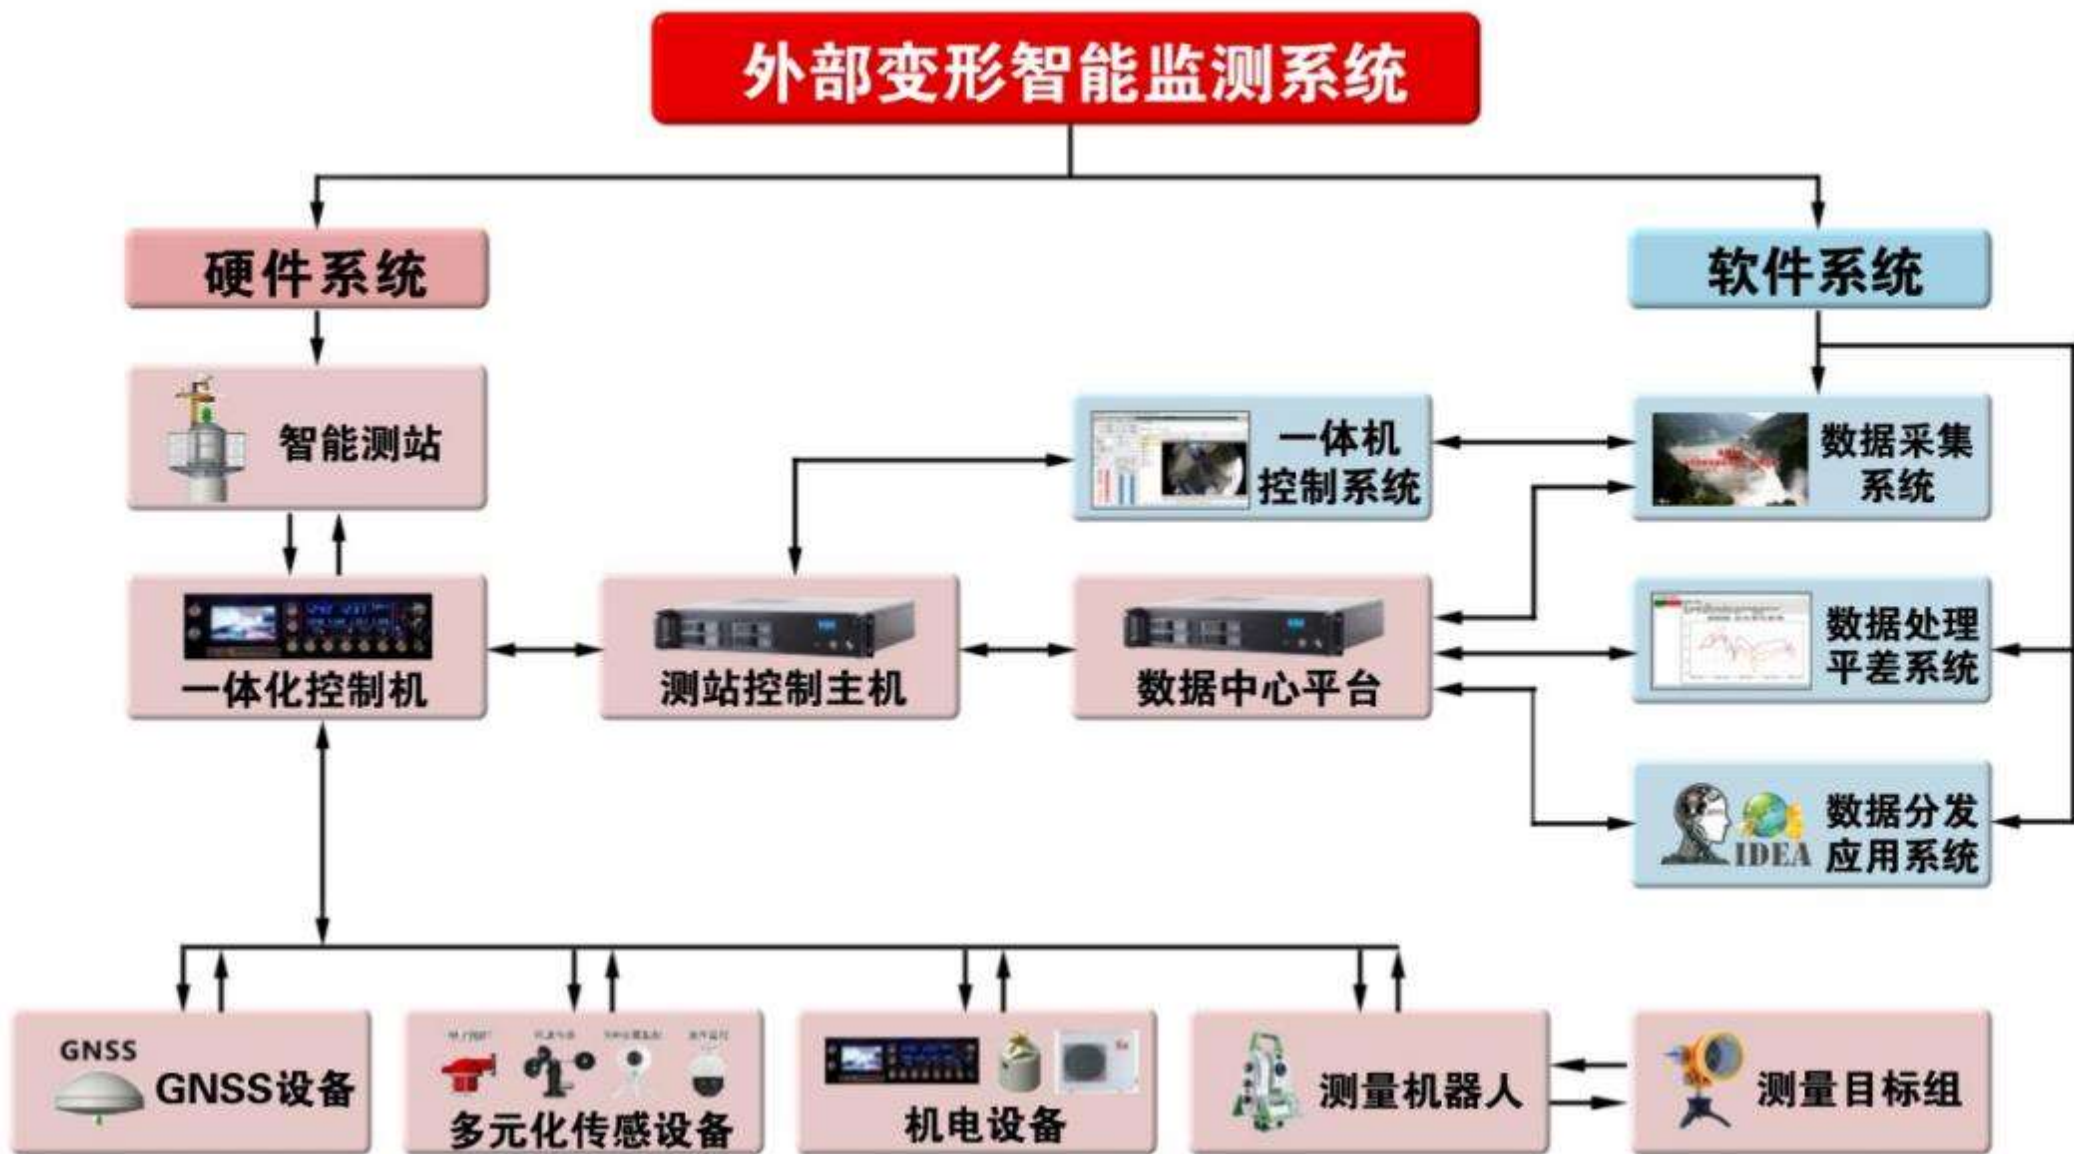 外部变形智能监测系统
硬件系统
软件系统
智能测站
一体机
控制系统
数据采集
系统
一体化控制机
测站控制主机
数据中心平台
数据处理
平差系统
IDEA
数据分发
应用系统
GNSS
GNSS设备
多元化传感设备
机电设备
测量机器人
测量目标组